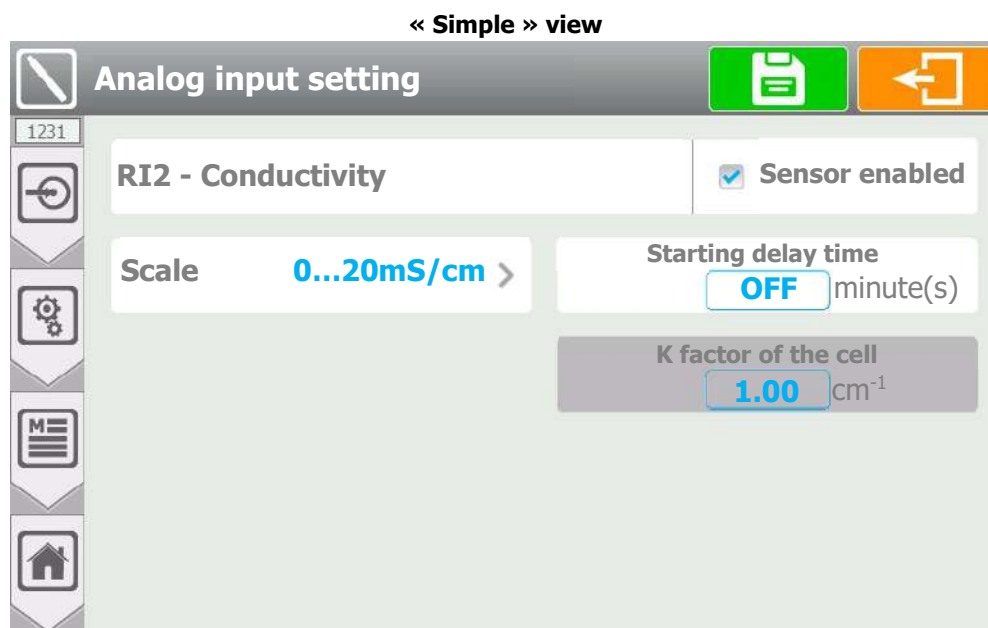 « Simple » view
Analog input setting
1231
RI2 - Conductivity
Sensor enabled
Scale 0...20mS/cm
Starting delay time
OFF minute(s)
K factor of the cell
1.00 cm⁻¹
M